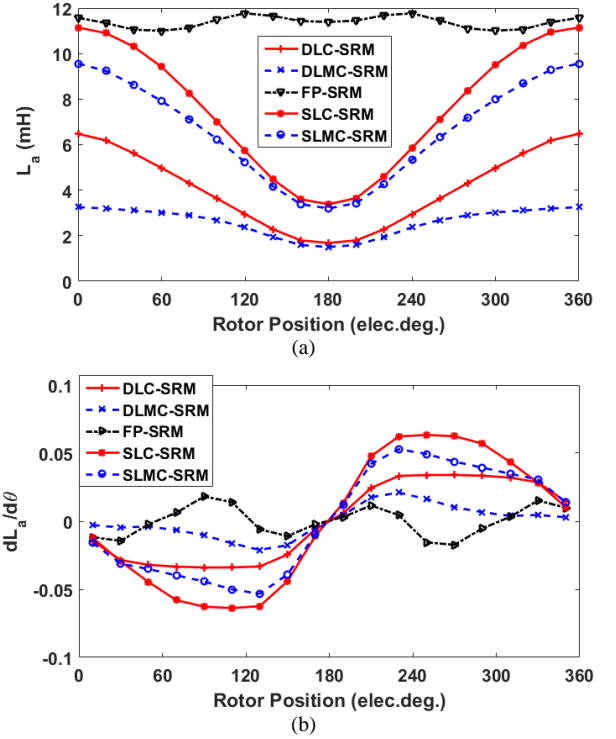 12
10
8
6
4
2
0
L_a (mH)
DLC-SRM
DLMC-SRM
FP-SRM
SLC-SRM
SLMC-SRM
0 60 120 180 240 300 360
Rotor Position (elec.deg.)
(a)
0.1
0.05
0
-0.05
-0.1
dL_a/dθ
DLC-SRM
DLMC-SRM
FP-SRM
SLC-SRM
SLMC-SRM
0 60 120 180 240 300 360
Rotor Position (elec.deg.)
(b)